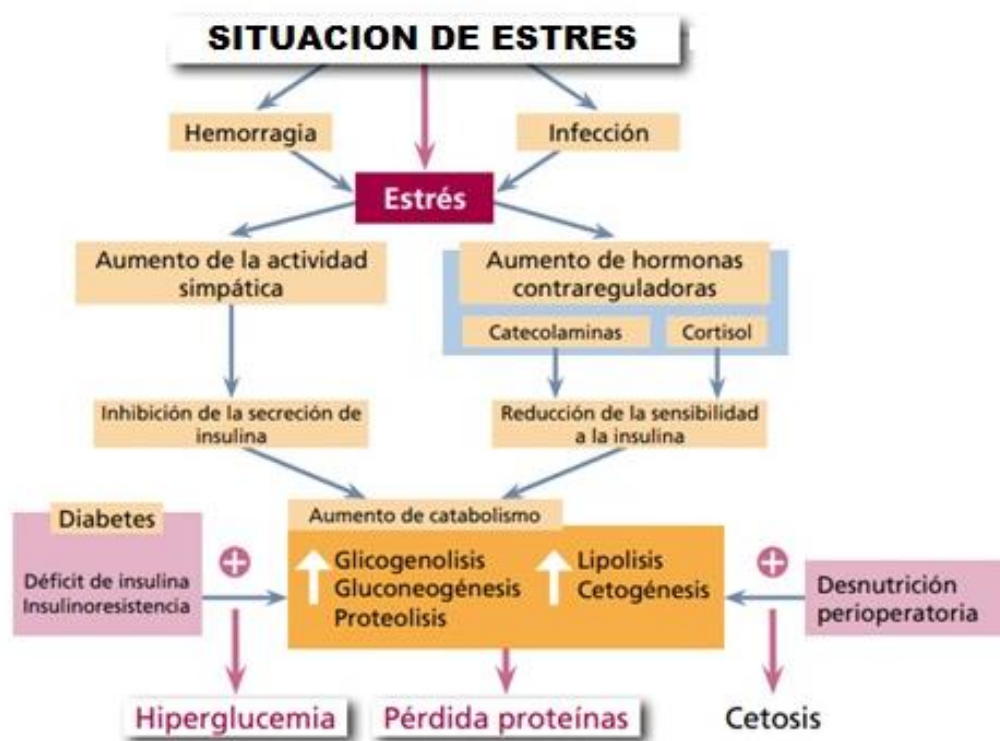 SITUACION DE ESTRES
Hemorragia
Infección
Estrés
Aumento de la actividad
simpática
Aumento de hormonas
contrareguladoras
Catecolaminas
Cortisol
Inhibición de la secreción de
insulina
Reducción de la sensibilidad
a la insulina
Diabetes
Déficit de insulina
Insulinoresistencia
Aumento de catabolismo
Glicogenolisis
Gluconeogénesis
Proteolisis
Lipolisis
Cetogénesis
Desnutrición
perioperatoria
Hiperglucemia
Pérdida proteínas
Cetosis